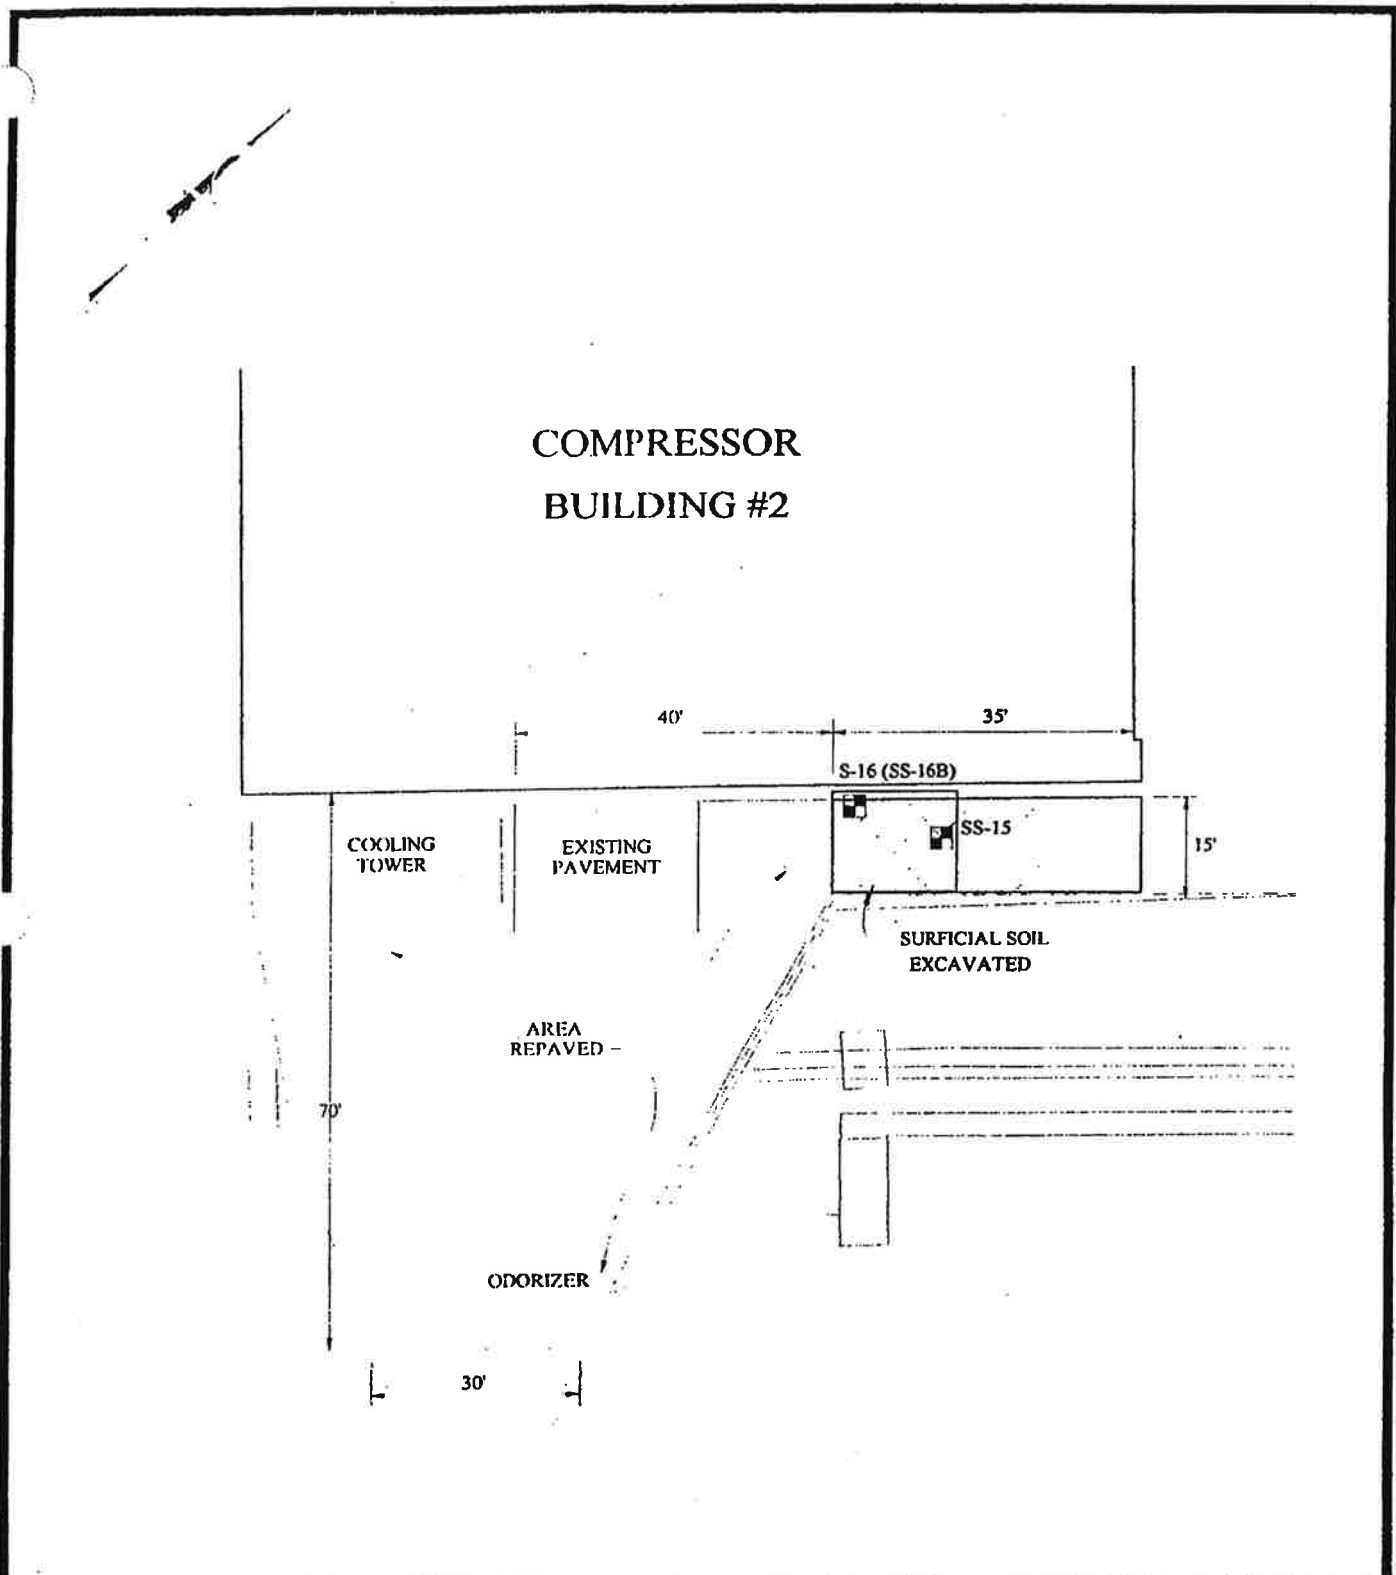 COMPRESSOR
BUILDING #2
40'
35'
S-16 (SS-16B)
SS-15
15'
COOLING
TOWER
EXISTING
PAVEMENT
SURFICIAL SOIL
EXCAVATED
AREA
REPAVED –
70'
ODORIZER
30'